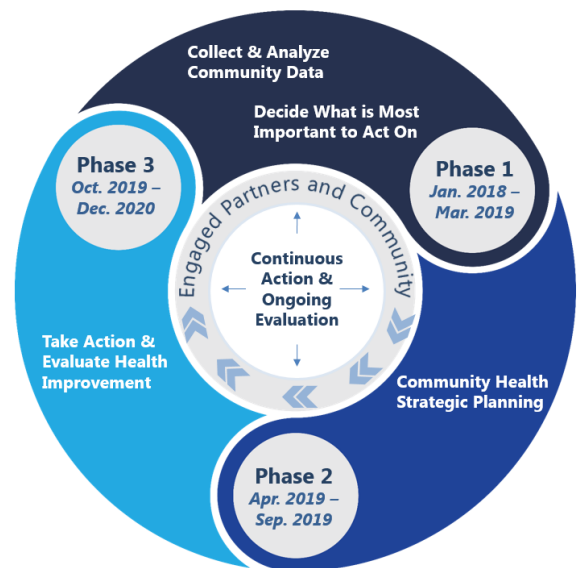 Collect & Analyze
Community Data
Decide What is Most
Important to Act On
Phase 1
Jan. 2018 –
Mar. 2019
Community Health
Strategic Planning
Phase 2
Apr. 2019 –
Sep. 2019
Take Action &
Evaluate Health
Improvement
Phase 3
Oct. 2019 –
Dec. 2020
Engaged Partners and Community
Continuous
Action &
Ongoing
Evaluation